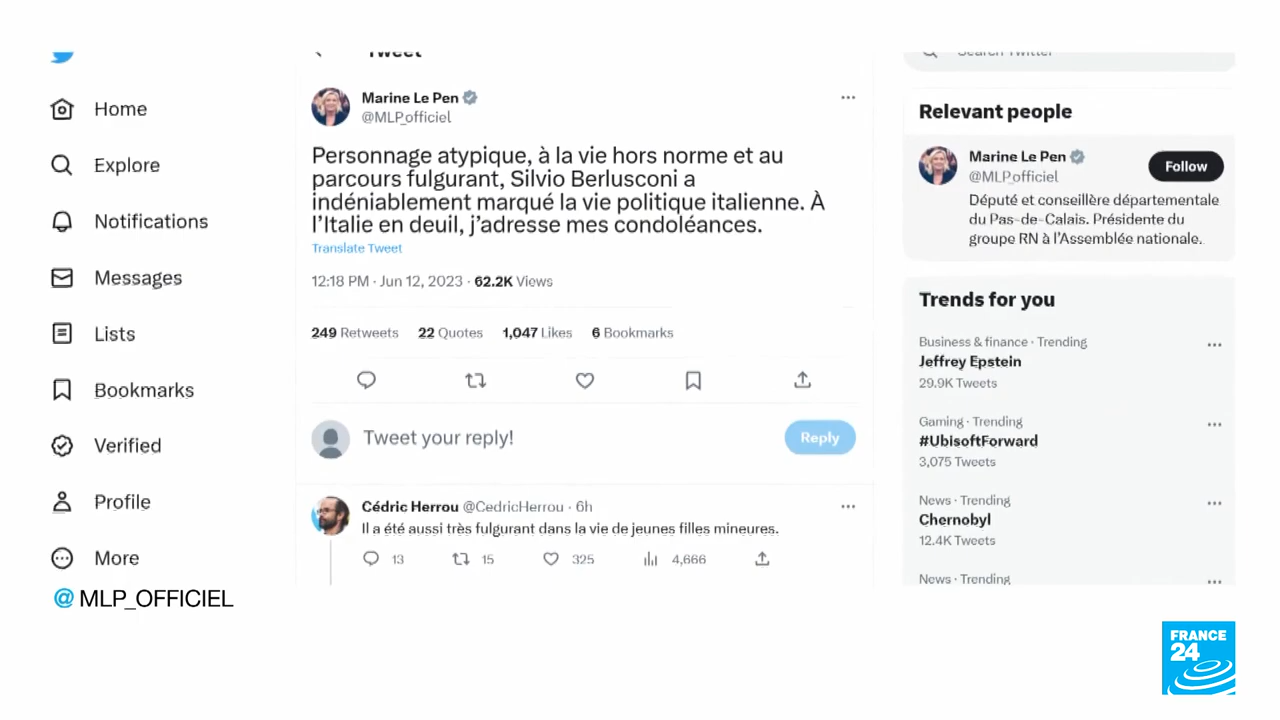 Tweet
Search Twitter
Home
Explore
Notifications
Messages
Lists
Bookmarks
Verified
Profile
More
Marine Le Pen
@MLP_officiel
Personnage atypique, à la vie hors norme et au
parcours fulgurant, Silvio Berlusconi a
indéniablement marqué la vie politique italienne. À
l’Italie en deuil, j’adresse mes condoléances.
Translate Tweet
12:18 PM · Jun 12, 2023 · 62.2K Views
249 Retweets 22 Quotes 1,047 Likes 6 Bookmarks
Tweet your reply!
Reply
Cédric Herrou @CedricHerrou · 6h
Il a été aussi très fulgurant dans la vie de jeunes filles mineures.
13 15 325 4,666
Relevant people
Marine Le Pen
@MLP_officiel
Follow
Député et conseillère départementale
du Pas-de-Calais. Présidente du
groupe RN à l’Assemblée nationale.
Trends for you
Business & finance · Trending
Jeffrey Epstein
29.9K Tweets
Gaming · Trending
#UbisoftForward
3,075 Tweets
News · Trending
Chernobyl
12.4K Tweets
News · Trending
@ MLP_OFFICIEL
FRANCE
24